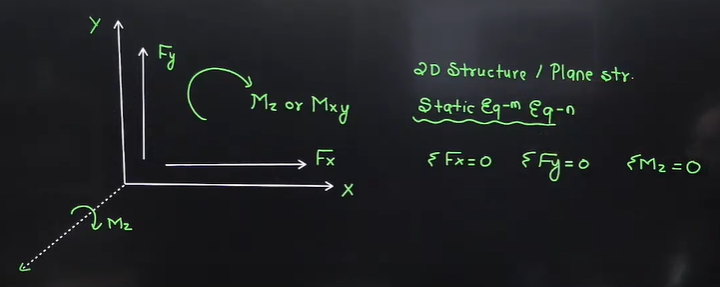 Y
Fy
Mz or Mxy
Fx
X
Mz
2D Structure / Plane str.
Static Eq-m Eq-n
ΣFx=0 ΣFy=0 ΣMz=0